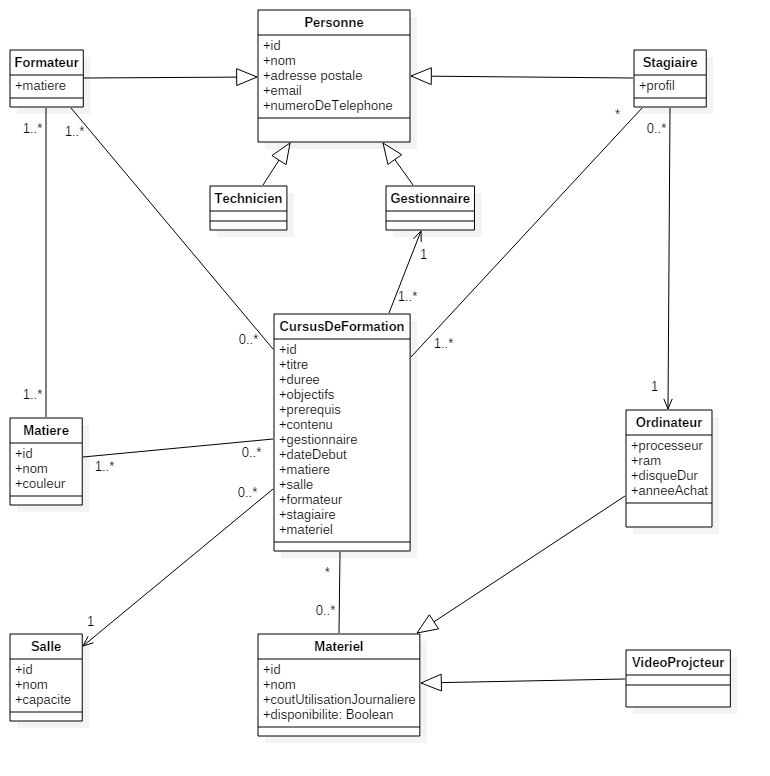 Personne
+id
+nom
+adresse postale
+email
+numeroDeTelephone
Formateur
+matiere
Stagiaire
+profil
1..*
1..*
*
0..*
Technicien
Gestionnaire
1
1..*
CursusDeFormation
+id
+titre
+duree
+objectifs
+prerequis
+contenu
+gestionnaire
+dateDebut
+matiere
+salle
+formateur
+stagiaire
+materiel
0..*
1..*
1..*
1
Matiere
+id
+nom
+couleur
1..*
0..*
0..*
Ordinateur
+processeur
+ram
+disqueDur
+anneeAchat
*
0..*
1
Salle
+id
+nom
+capacite
Materiel
+id
+nom
+coutUtilisationJournaliere
+disponibilite: Boolean
VideoProjcteur